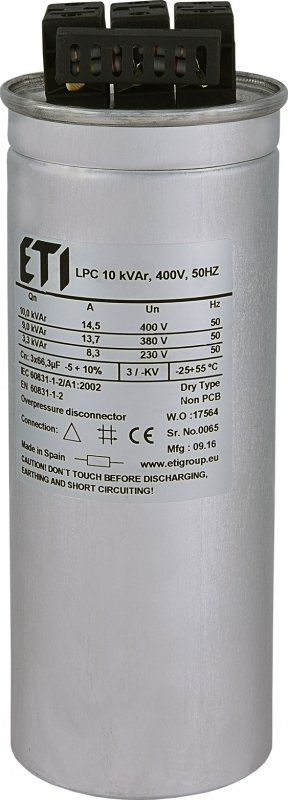 ETI
LPC 10 kVAr, 400V, 50HZ
Qn A Un Hz
10,0 kVAr 14,5 400 V 50
9,0 kVAr 13,7 380 V 50
3,3 kVAr 8,3 230 V 50
Cn: 3x66,3µF -5 + 10% 3 / -KV -25+55 °C
IEC 60831-1-2/A1:2002 Dry Type
EN 60831-1-2 Non PCB
Overpressure disconnector W.O :17564
Connection: CE Sr. No.0065
Mfg : 09.16
Made in Spain www.etigroup.eu
CAUTION! DON'T TOUCH BEFORE DISCHARGING,
EARTHING AND SHORT CIRCUITING!